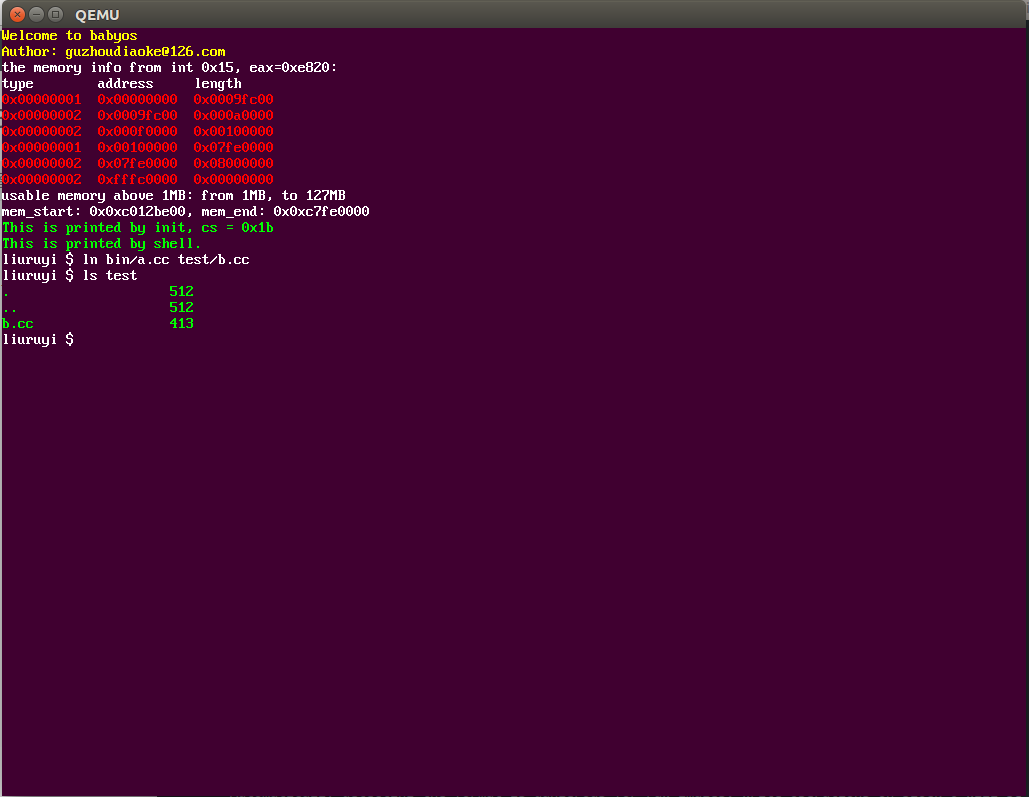 QEMU
Welcome to babyos
Author: guzhoudiaoke@126.com
the memory info from int 0x15, eax=0xe820:
type        address     length
0x00000001  0x00000000  0x0009fc00
0x00000002  0x0009fc00  0x000a0000
0x00000002  0x000f0000  0x00100000
0x00000001  0x00100000  0x07fe0000
0x00000002  0x07fe0000  0x08000000
0x00000002  0xfffc0000  0x00000000
usable memory above 1MB: from 1MB, to 127MB
mem_start: 0x0xc012be00, mem_end: 0x0xc7fe0000
This is printed by init, cs = 0x1b
This is printed by shell.
liuruyi $ ln bin/a.cc test/b.cc
liuruyi $ ls test
.                    512
..                   512
b.cc                 413
liuruyi $